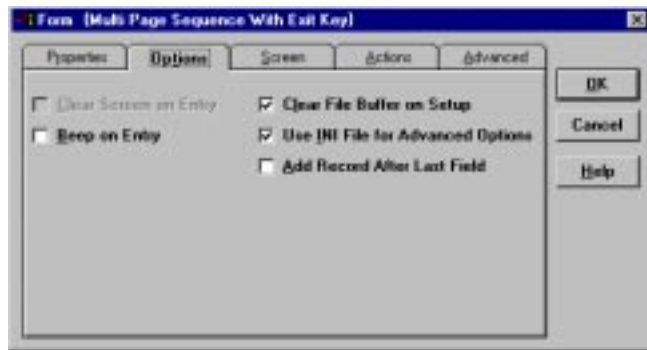 Form (Multi Page Sequence With Exit Key)
Properties Options Screen Actions Advanced
Clear Screen on Entry
Beep on Entry
Clear File Buffer on Setup
Use INI File for Advanced Options
Add Record After Last Field
OK
Cancel
Help